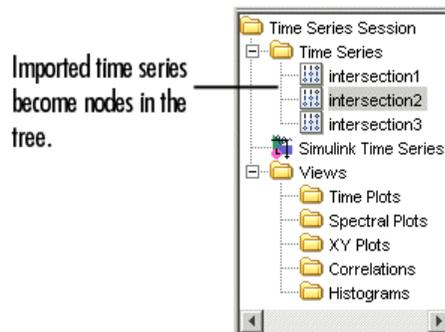 Imported time series
become nodes in the
tree.
Time Series Session
Time Series
intersection1
intersection2
intersection3
Simulink Time Series
Views
Time Plots
Spectral Plots
XY Plots
Correlations
Histograms